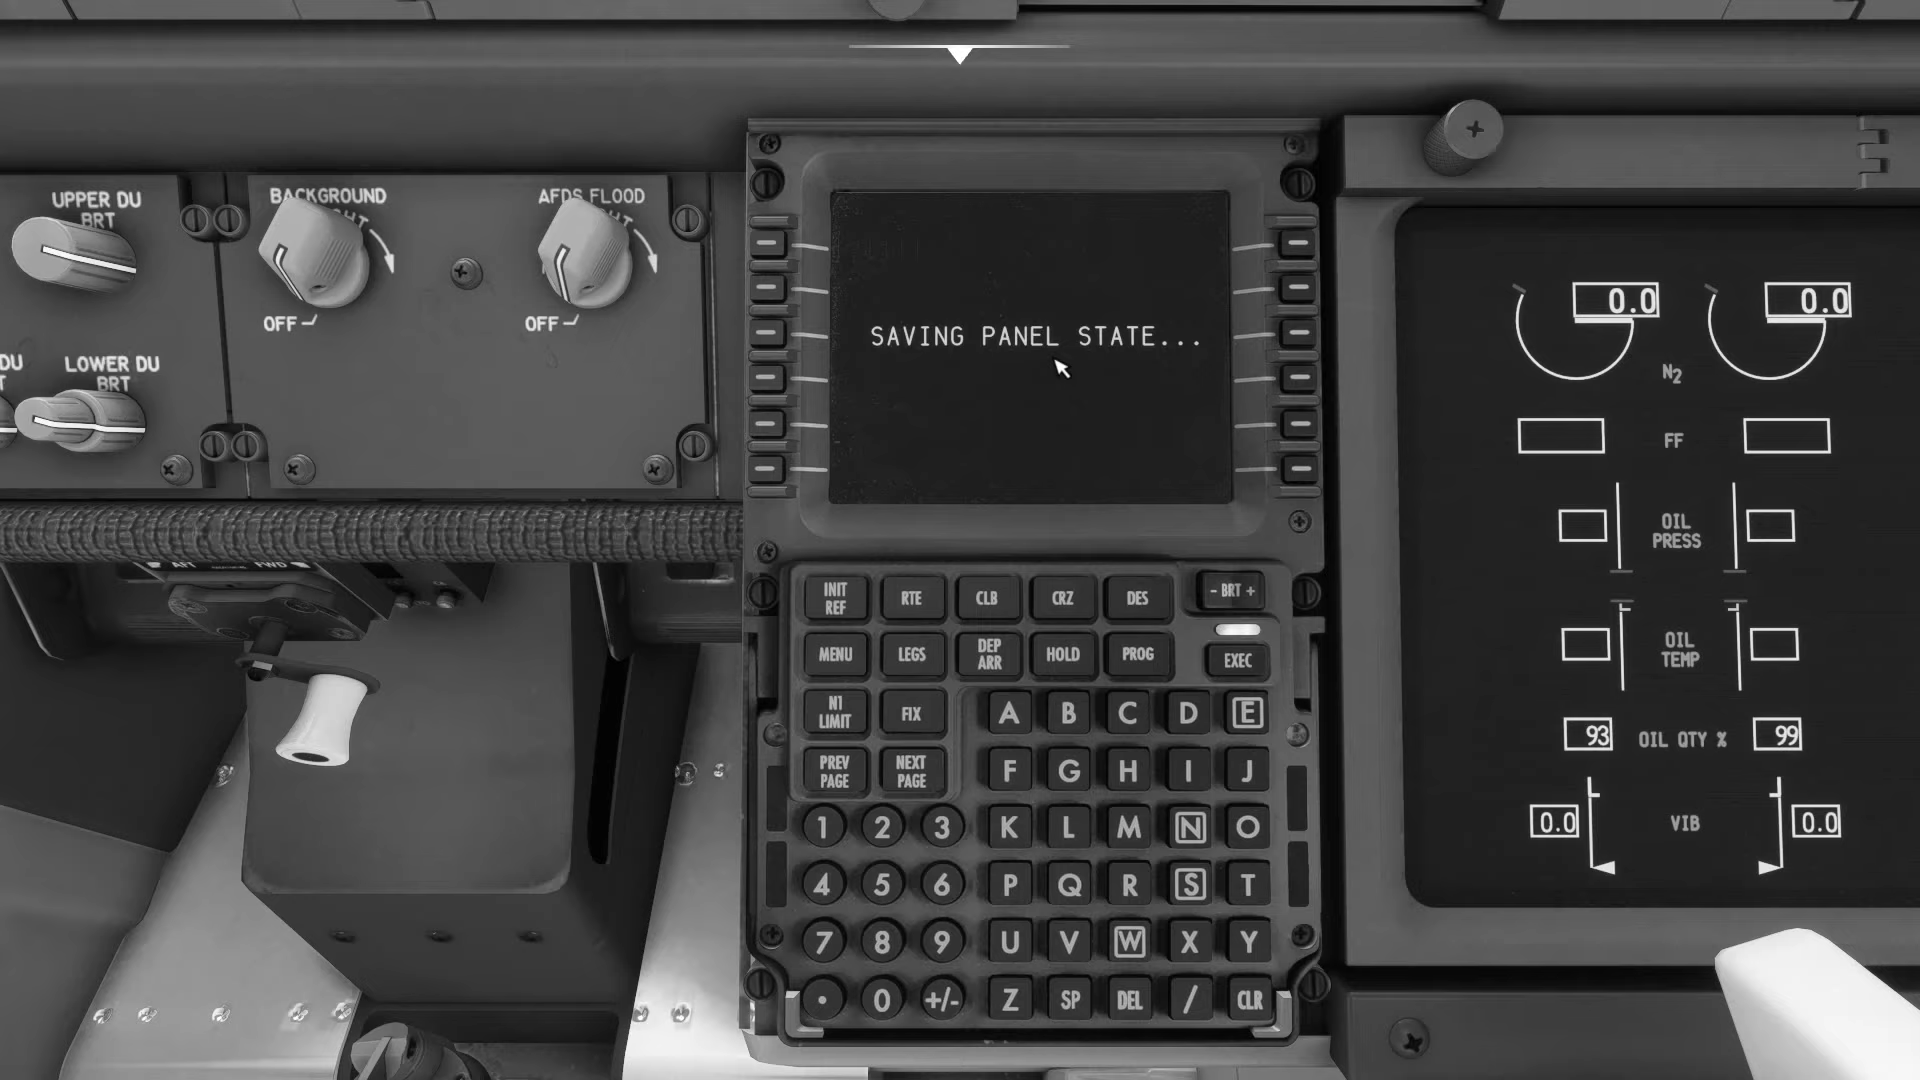 UPPER DU
BRT
BACKGROUND
OFF
AFDS FLOOD
OFF
DU
LOWER DU
BRT
AFT
FWD
SAVING PANEL STATE...
INIT
REF
RTE
CLB
CRZ
DES
- BRT +
MENU
LEGS
DEP
ARR
HOLD
PROG
EXEC
N1
LIMIT
FIX
A B C D E
PREV
PAGE
NEXT
PAGE
F G H I J
1 2 3 K L M N O
4 5 6 P Q R S T
7 8 9 U V W X Y
. 0 +/- Z SP DEL / CLR
0.0 0.0
N2
FF
OIL
PRESS
OIL
TEMP
93 OIL QTY % 99
0.0 VIB 0.0